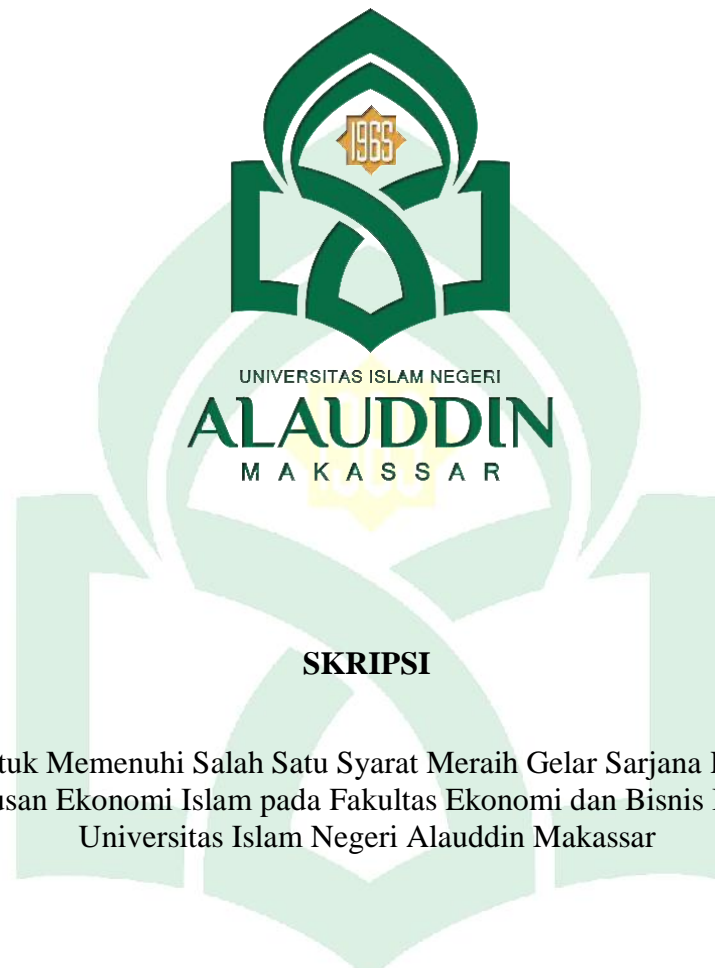 1965
UNIVERSITAS ISLAM NEGERI
ALAUDDIN
MAKASSAR
SKRIPSI
tuk Memenuhi Salah Satu Syarat Meraih Gelar Sarjana
usan Ekonomi Islam pada Fakultas Ekonomi dan Bisnis
Universitas Islam Negeri Alauddin Makassar